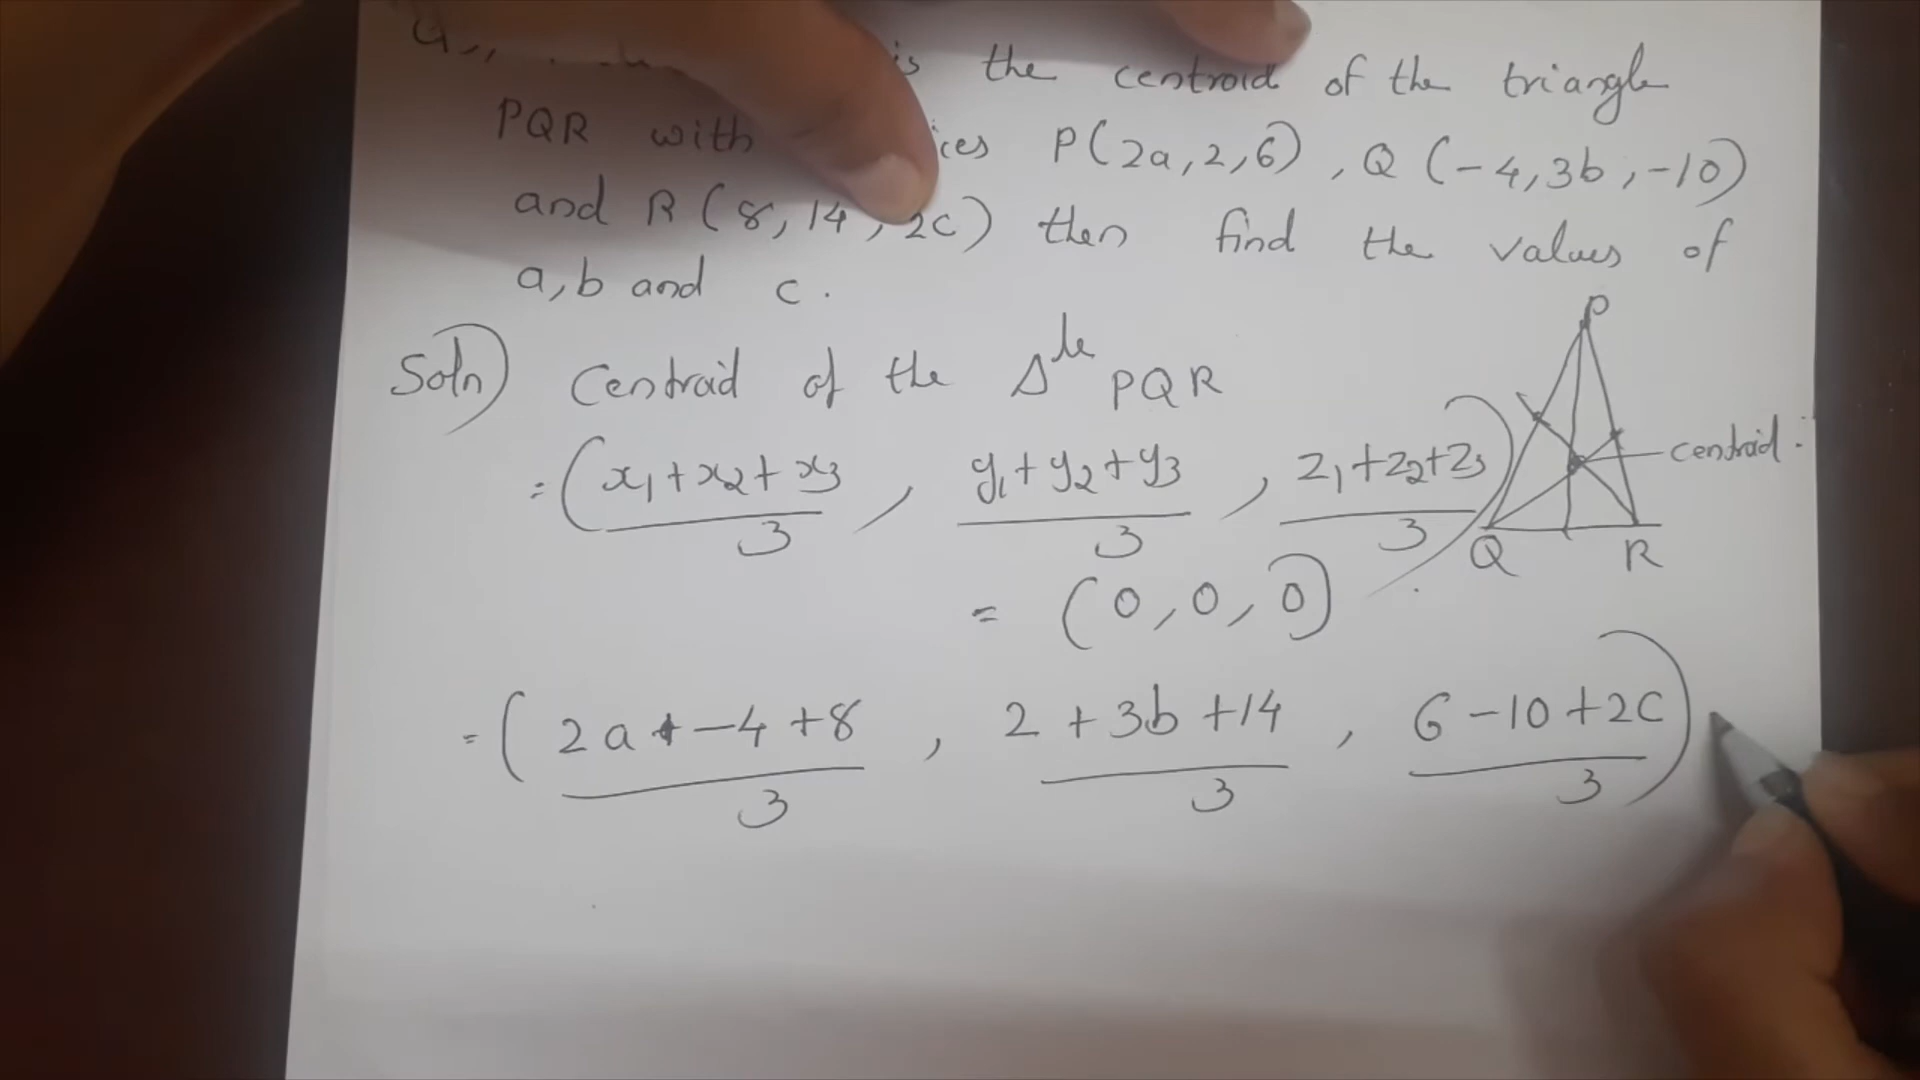 is the centroid of the triangle
PQR with P(2a,2,6), Q (-4,3b,-10)
and R (8,14,2c) then find the values of
a,b and c.
Soln) Centroid of the Δle PQR
= (x1+x2+x3/3, y1+y2+y3/3, z1+z2+z3/3)
= (0,0,0)
= (2a+-4+8/3, 2+3b+14/3, 6-10+2c/3)
P
centroid.
Q R